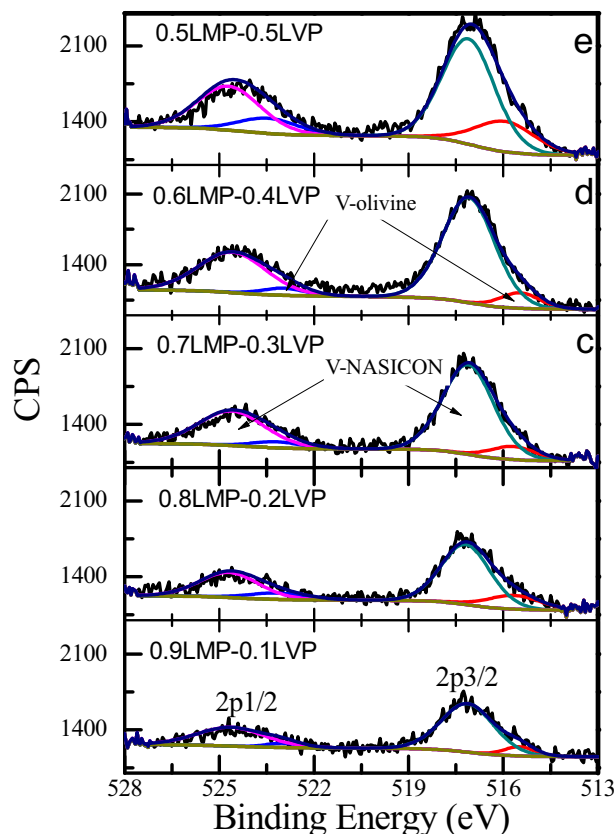 0.5LMP-0.5LVP e
2100
1400
0.6LMP-0.4LVP d
2100
V-olivine
1400
0.7LMP-0.3LVP c
2100
V-NASICON
1400
0.8LMP-0.2LVP
2100
1400
0.9LMP-0.1LVP
2100
2p3/2
2p1/2
1400
CPS
528 525 522 519 516 513
Binding Energy (eV)